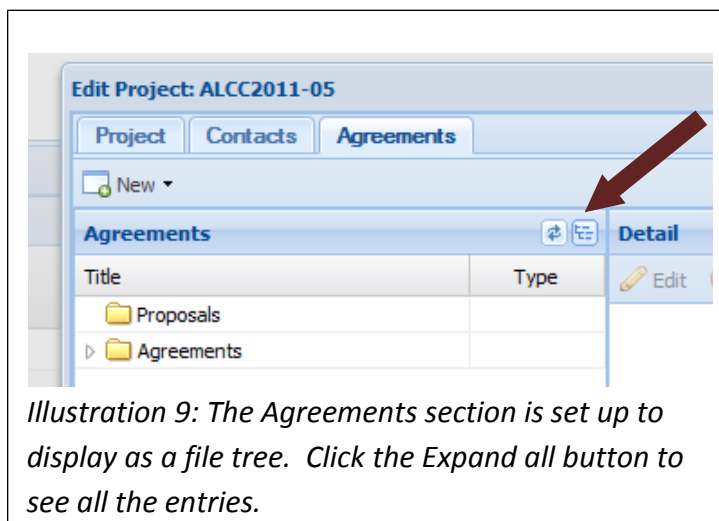 Edit Project: ALCC2011-05
Project Contacts Agreements
New
Agreements Detail
Title Type Edit
Proposals
Agreements
Illustration 9: The Agreements section is set up to
display as a file tree. Click the Expand all button to
see all the entries.